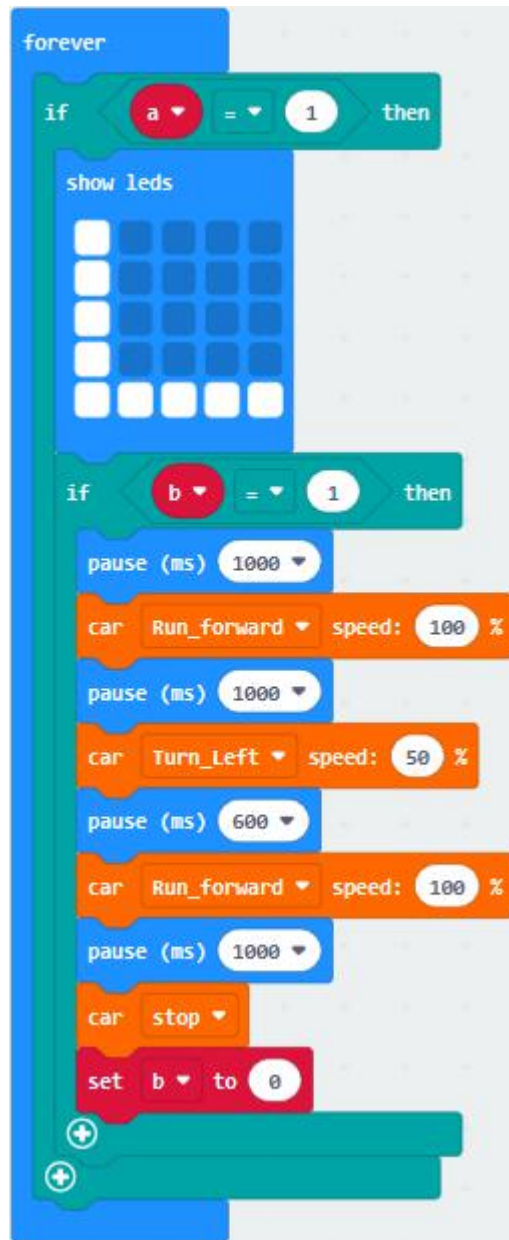 forever
if a = 1 then
show leds
if b = 1 then
pause (ms) 1000
car Run_forward speed: 100 %
pause (ms) 1000
car Turn_Left speed: 50 %
pause (ms) 600
car Run_forward speed: 100 %
pause (ms) 1000
car stop
set b to 0